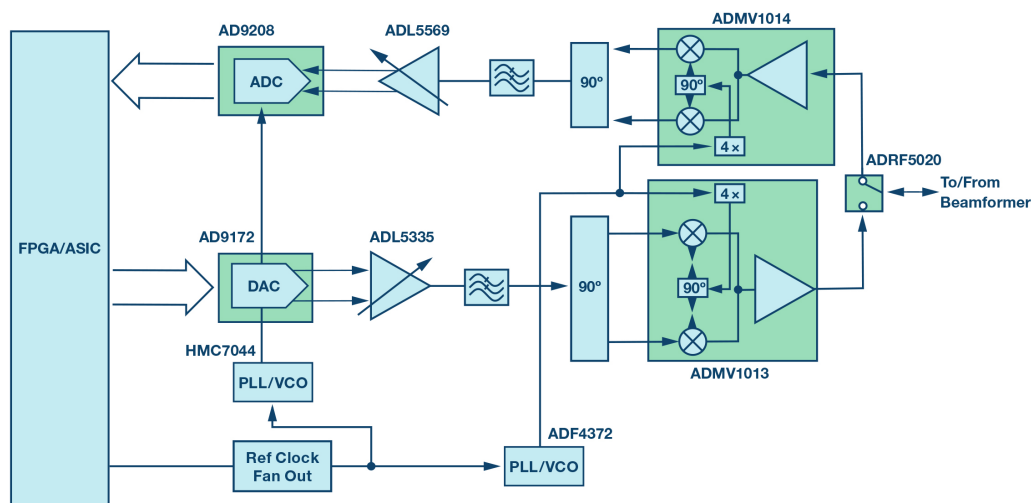 ADMV1014
AD9208
ADL5569
ADC
90º
90º
4 ×
ADRF5020
To/From
Beamformer
FPGA/ASIC
AD9172
ADL5335
DAC
4 ×
90º
90º
HMC7044
PLL/VCO
ADMV1013
ADF4372
Ref Clock
Fan Out
PLL/VCO